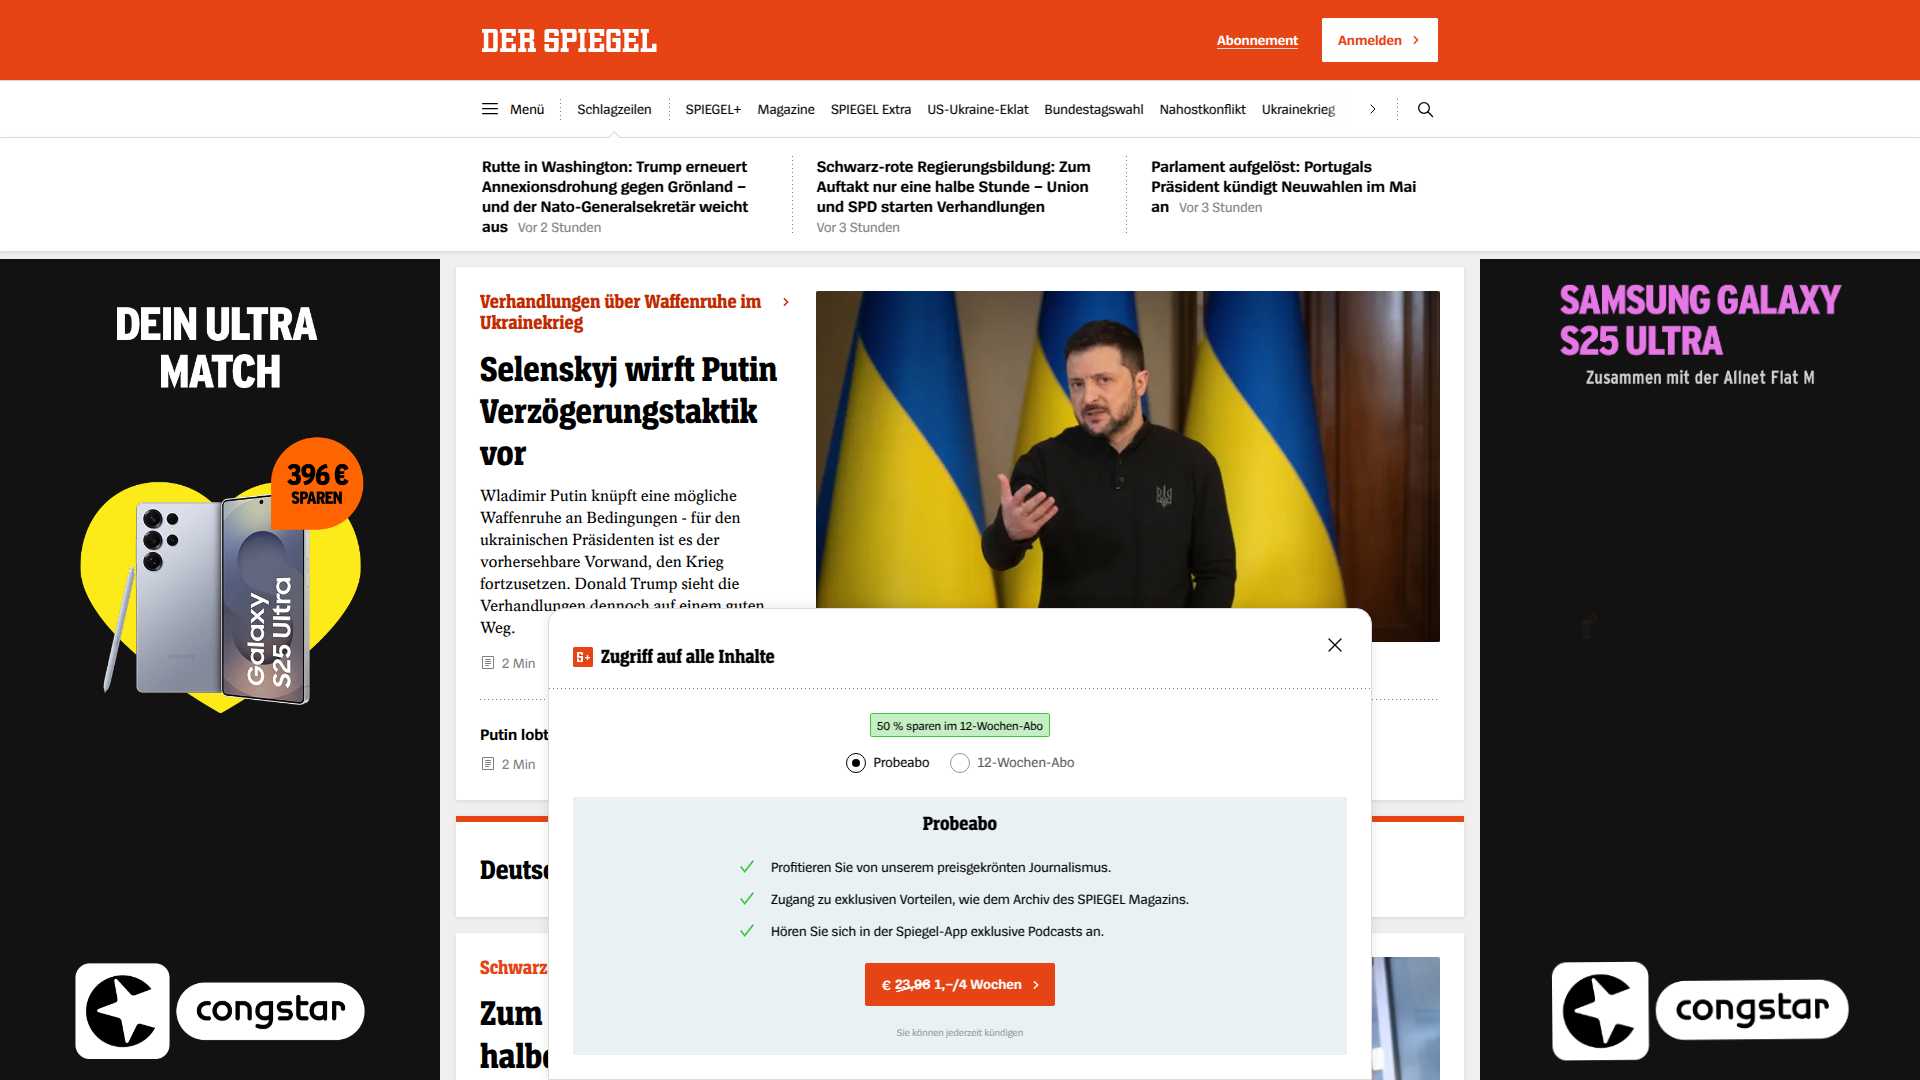 DER SPIEGEL
Abonnement
Anmelden
Menü
Schlagzeilen
SPIEGEL+
Magazine
SPIEGEL Extra
US-Ukraine-Eklat
Bundestagswahl
Nahostkonflikt
Ukrainekrieg
Rutte in Washington: Trump erneuert
Annexionsdrohung gegen Grönland –
und der Nato-Generalsekretär weicht
aus Vor 2 Stunden
Schwarz-rote Regierungsbildung: Zum
Auftakt nur eine halbe Stunde – Union
und SPD starten Verhandlungen
Vor 3 Stunden
Parlament aufgelöst: Portugals
Präsident kündigt Neuwahlen im Mai
an Vor 3 Stunden
DEIN ULTRA
MATCH
396 €
SPAREN
Galaxy
S25 Ultra
congstar
Verhandlungen über Waffenruhe im
Ukrainekrieg
Selenskyj wirft Putin
Verzögerungstaktik
vor
Wladimir Putin knüpft eine mögliche
Waffenruhe an Bedingungen - für den
ukrainischen Präsidenten ist es der
vorhersehbare Vorwand, den Krieg
fortzusetzen. Donald Trump sieht die
Verhandlungen dennoch auf einem guten
Weg.
2 Min
Putin lobt
2 Min
Deutsc
Schwarz
Zum
halbe
Zugriff auf alle Inhalte
50 % sparen im 12-Wochen-Abo
Probeabo
12-Wochen-Abo
Probeabo
Profitieren Sie von unserem preisgekrönten Journalismus.
Zugang zu exklusiven Vorteilen, wie dem Archiv des SPIEGEL Magazins.
Hören Sie sich in der Spiegel-App exklusive Podcasts an.
€ 23,96 1,–/4 Wochen
Sie können jederzeit kündigen
SAMSUNG GALAXY
S25 ULTRA
Zusammen mit der Allnet Flat M
congstar